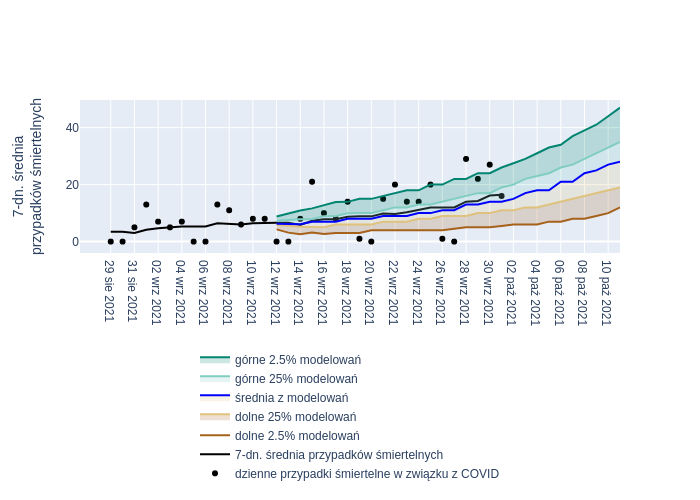 7-dn. średnia
przypadków śmiertelnych
40
20
0
29 sie 2021
31 sie 2021
02 wrz 2021
04 wrz 2021
06 wrz 2021
08 wrz 2021
10 wrz 2021
12 wrz 2021
14 wrz 2021
16 wrz 2021
18 wrz 2021
20 wrz 2021
22 wrz 2021
24 wrz 2021
26 wrz 2021
28 wrz 2021
30 wrz 2021
02 paź 2021
04 paź 2021
06 paź 2021
08 paź 2021
10 paź 2021
górne 2.5% modelowań
górne 25% modelowań
średnia z modelowań
dolne 25% modelowań
dolne 2.5% modelowań
7-dn. średnia przypadków śmiertelnych
dzienne przypadki śmiertelne w związku z COVID